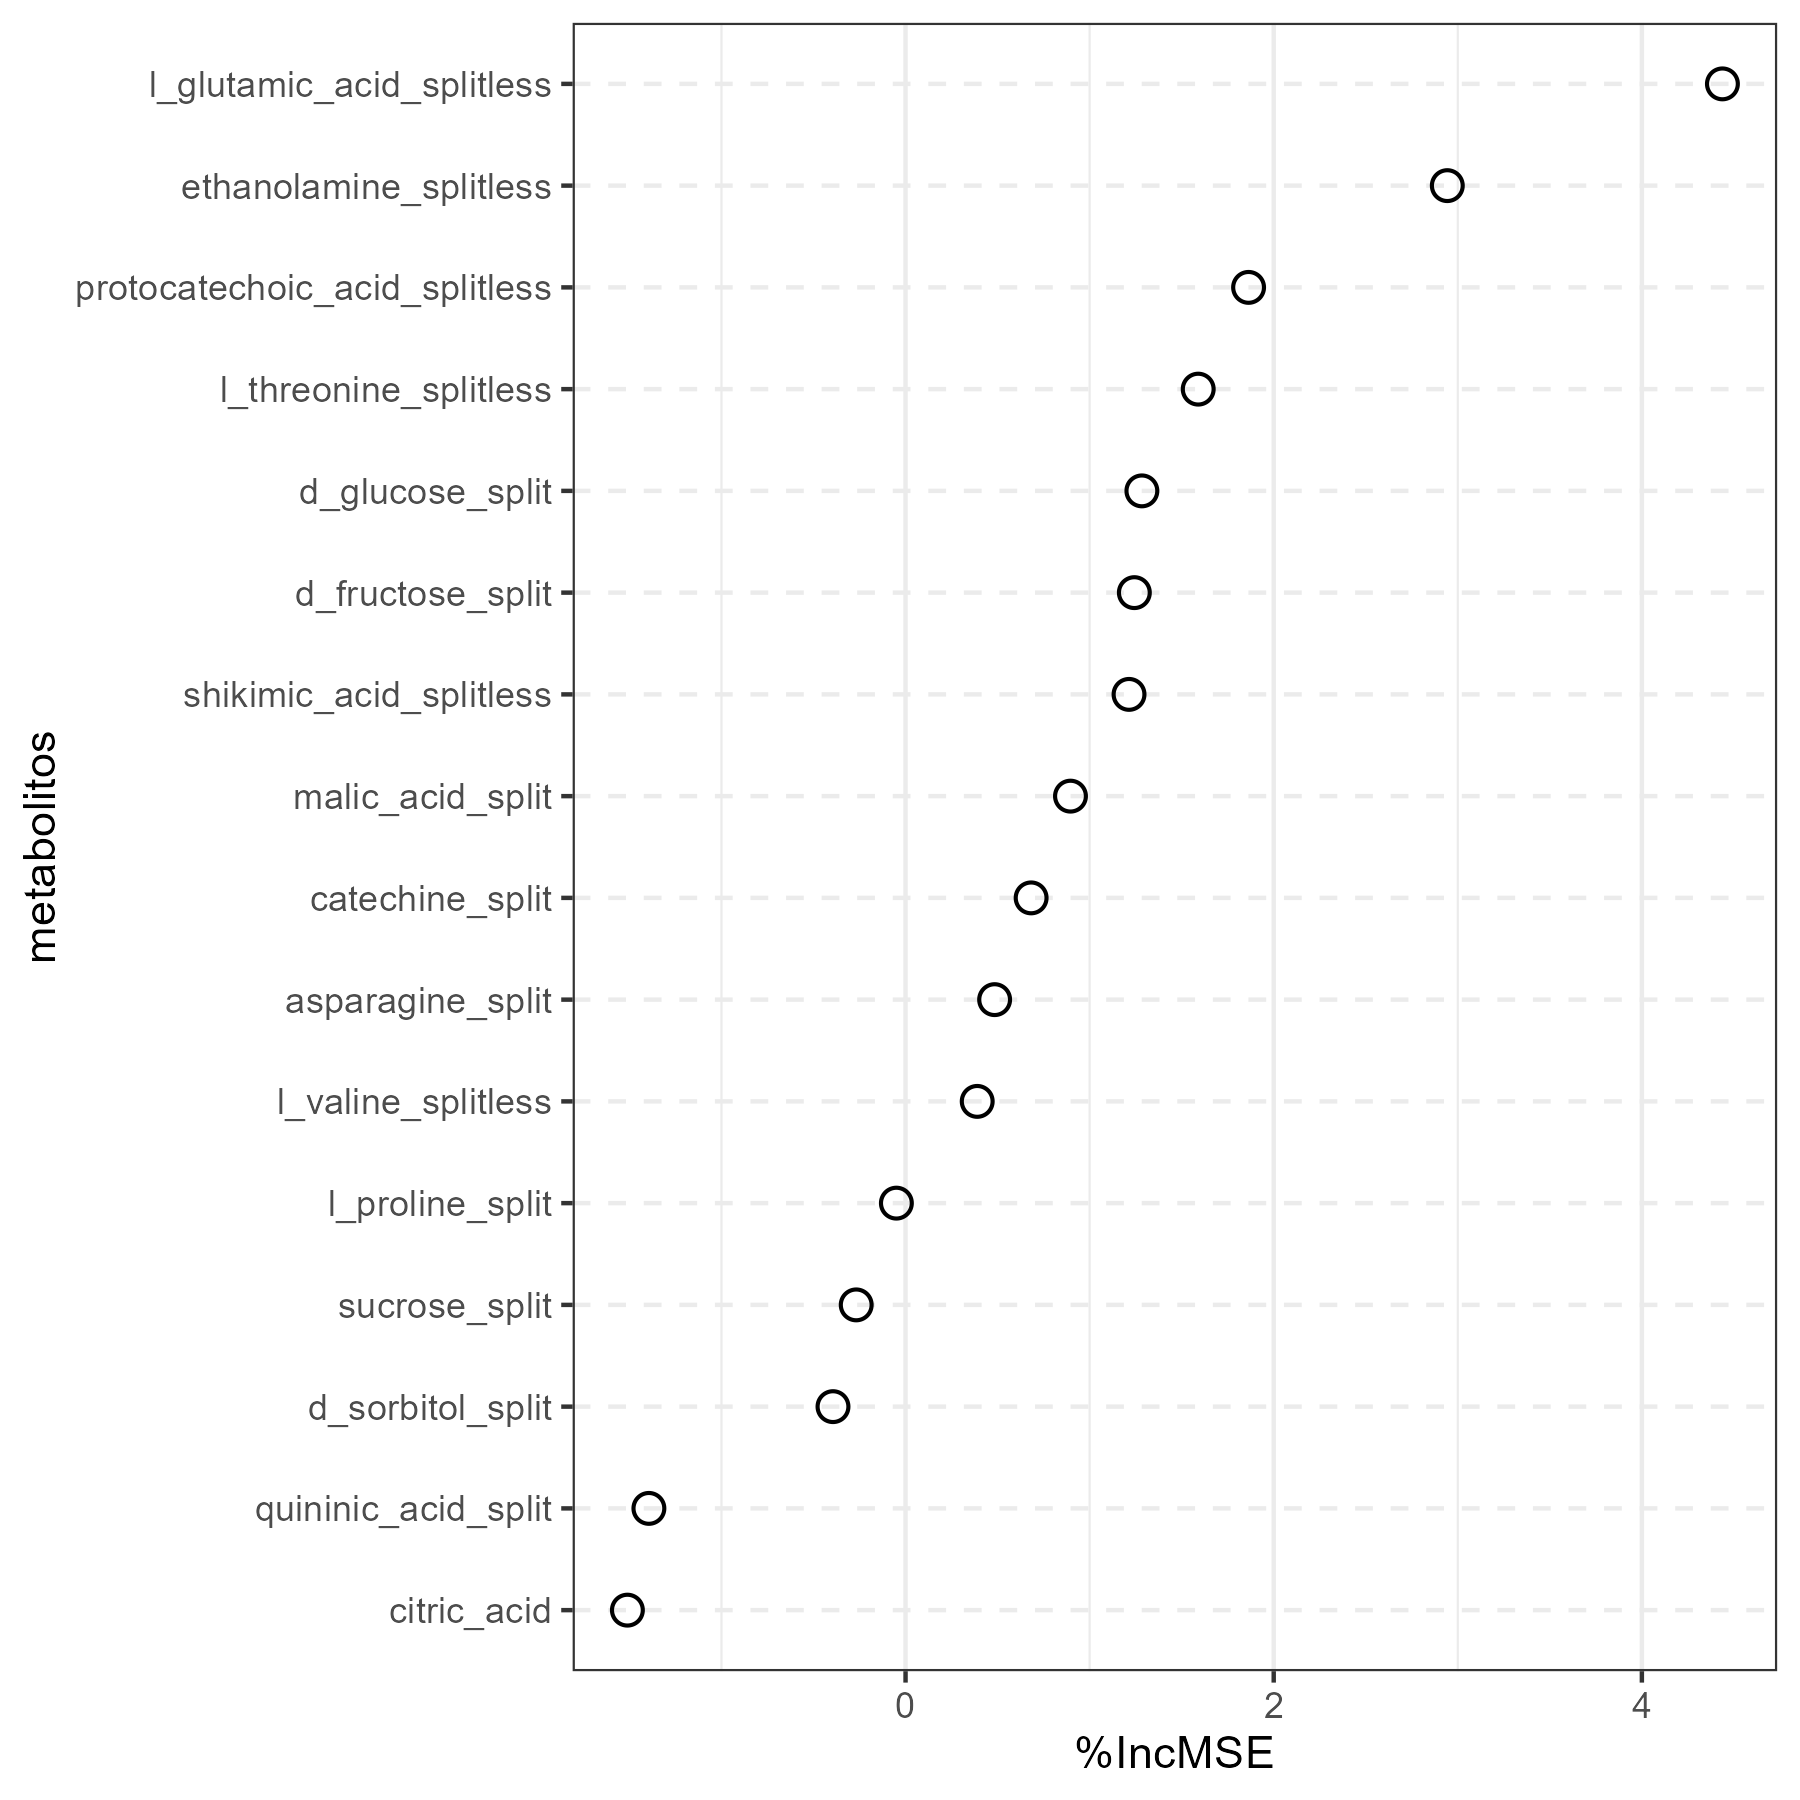 l_glutamic_acid_splitless
ethanolamine_splitless
protocatechoic_acid_splitless
l_threonine_splitless
d_glucose_split
d_fructose_split
shikimic_acid_splitless
malic_acid_split
catechine_split
asparagine_split
l_valine_splitless
l_proline_split
sucrose_split
d_sorbitol_split
quininic_acid_split
citric_acid
metabolitos
0 2 4
%IncMSE